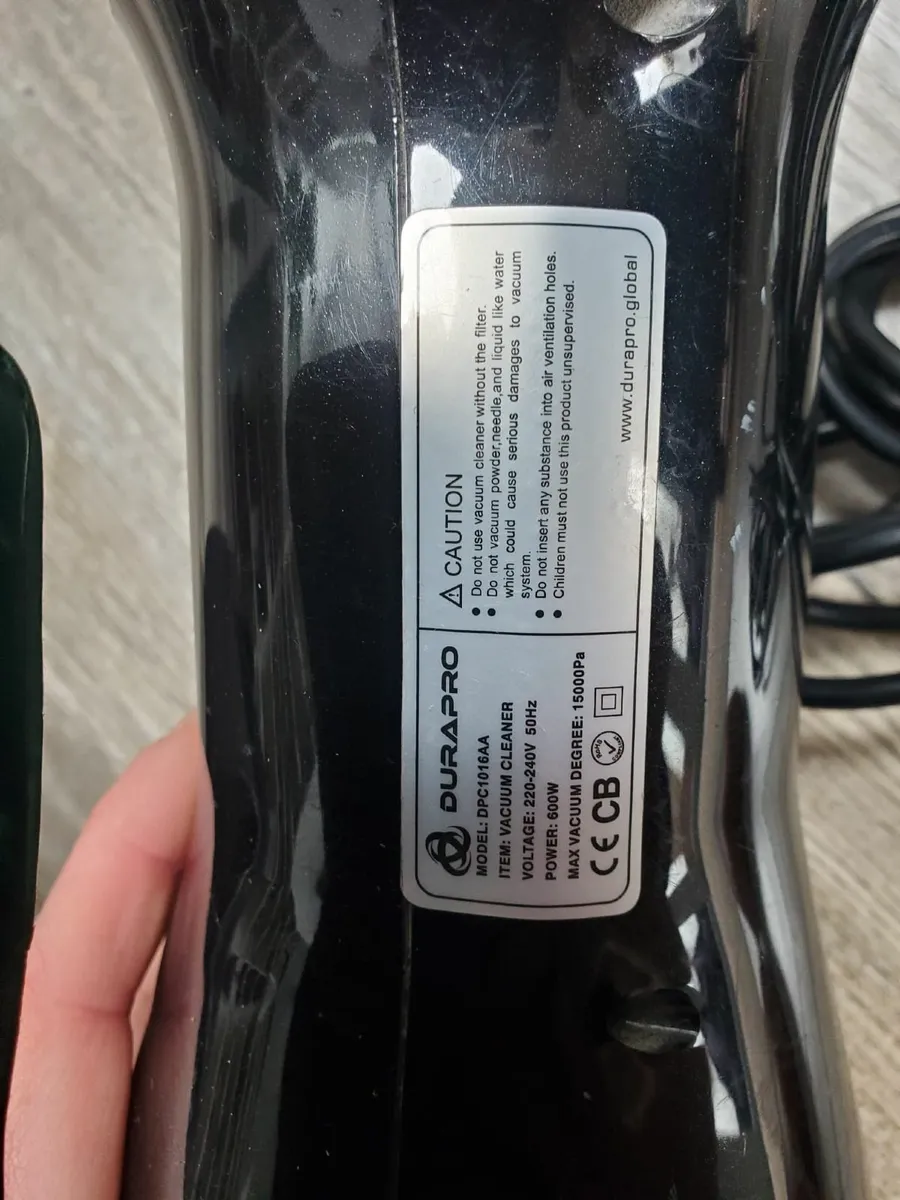 DURAPRO
MODEL: DPC1016AA
ITEM: VACUUM CLEANER
VOLTAGE: 220-240V 50Hz
POWER: 600W
MAX VACUUM DEGREE: 15000Pa
CE CB RoHS
⚠ CAUTION
• Do not use vacuum cleaner without the filter.
• Do not vacuum powder,needle,and liquid like water
which could cause serious damages to vacuum
system.
• Do not insert any substance into air ventilation holes.
• Children must not use this product unsupervised.
www.durapro.global